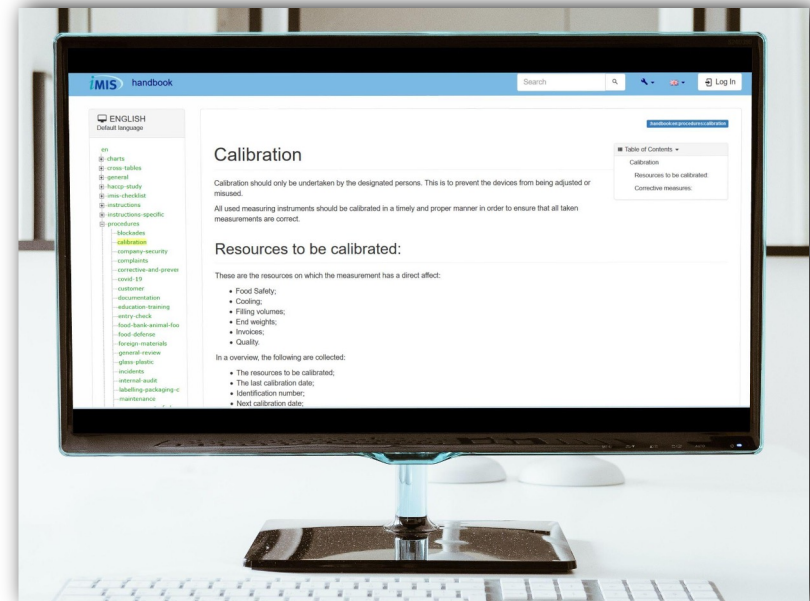 iMIS handbook
Search
Log In
ENGLISH
Default language
en
charts
cross-tables
general
haccp-study
imis-checklist
instructions
instructions-specific
procedures
blockades
calibration
company-security
complaints
corrective-and-preven
covid-19
customer
documentation
education-training
entry-check
food-bank-animal-foo
food-defense
foreign-materials
general-review
glass-plastic
incidents
internal-audit
labelling-packaging-c
maintenance
handbook:en:procedures:calibration
Calibration
Calibration should only be undertaken by the designated persons. This is to prevent the devices from being adjusted or
misused.
All used measuring instruments should be calibrated in a timely and proper manner in order to ensure that all taken
measurements are correct.
Resources to be calibrated:
These are the resources on which the measurement has a direct affect:
• Food Safety;
• Cooling;
• Filling volumes;
• End weights;
• Invoices;
• Quality.
In a overview, the following are collected:
• The resources to be calibrated;
• The last calibration date;
• Identification number;
• Next calibration date;
Table of Contents
Calibration
Resources to be calibrated:
Corrective measures: